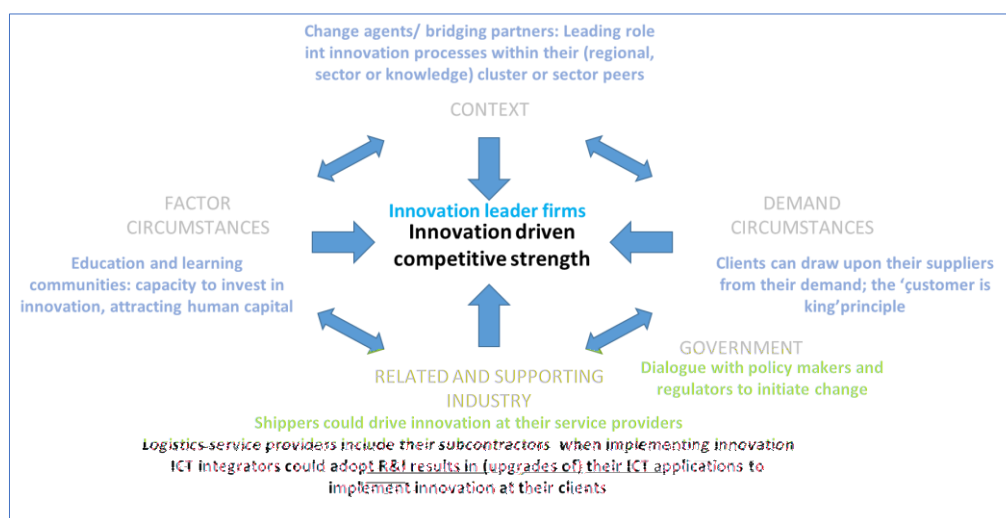 Change agents/ bridging partners: Leading role
int innovation processes within their (regional,
sector or knowledge) cluster or sector peers
CONTEXT
FACTOR
CIRCUMSTANCES
Education and learning
communities: capacity to invest in
innovation, attracting human capital
Innovation leader firms
Innovation driven
competitive strength
DEMAND
CIRCUMSTANCES
Clients can draw upon their suppliers
from their demand; the ‘çustomer is
king’principle
GOVERNMENT
Dialogue with policy makers and
regulators to initiate change
RELATED AND SUPPORTING
INDUSTRY
Shippers could drive innovation at their service providers
Logistics service providers include their subcontractors when implementing innovation
ICT integrators could adopt R&I results in (upgrades of) their ICT applications to
implement innovation at their clients